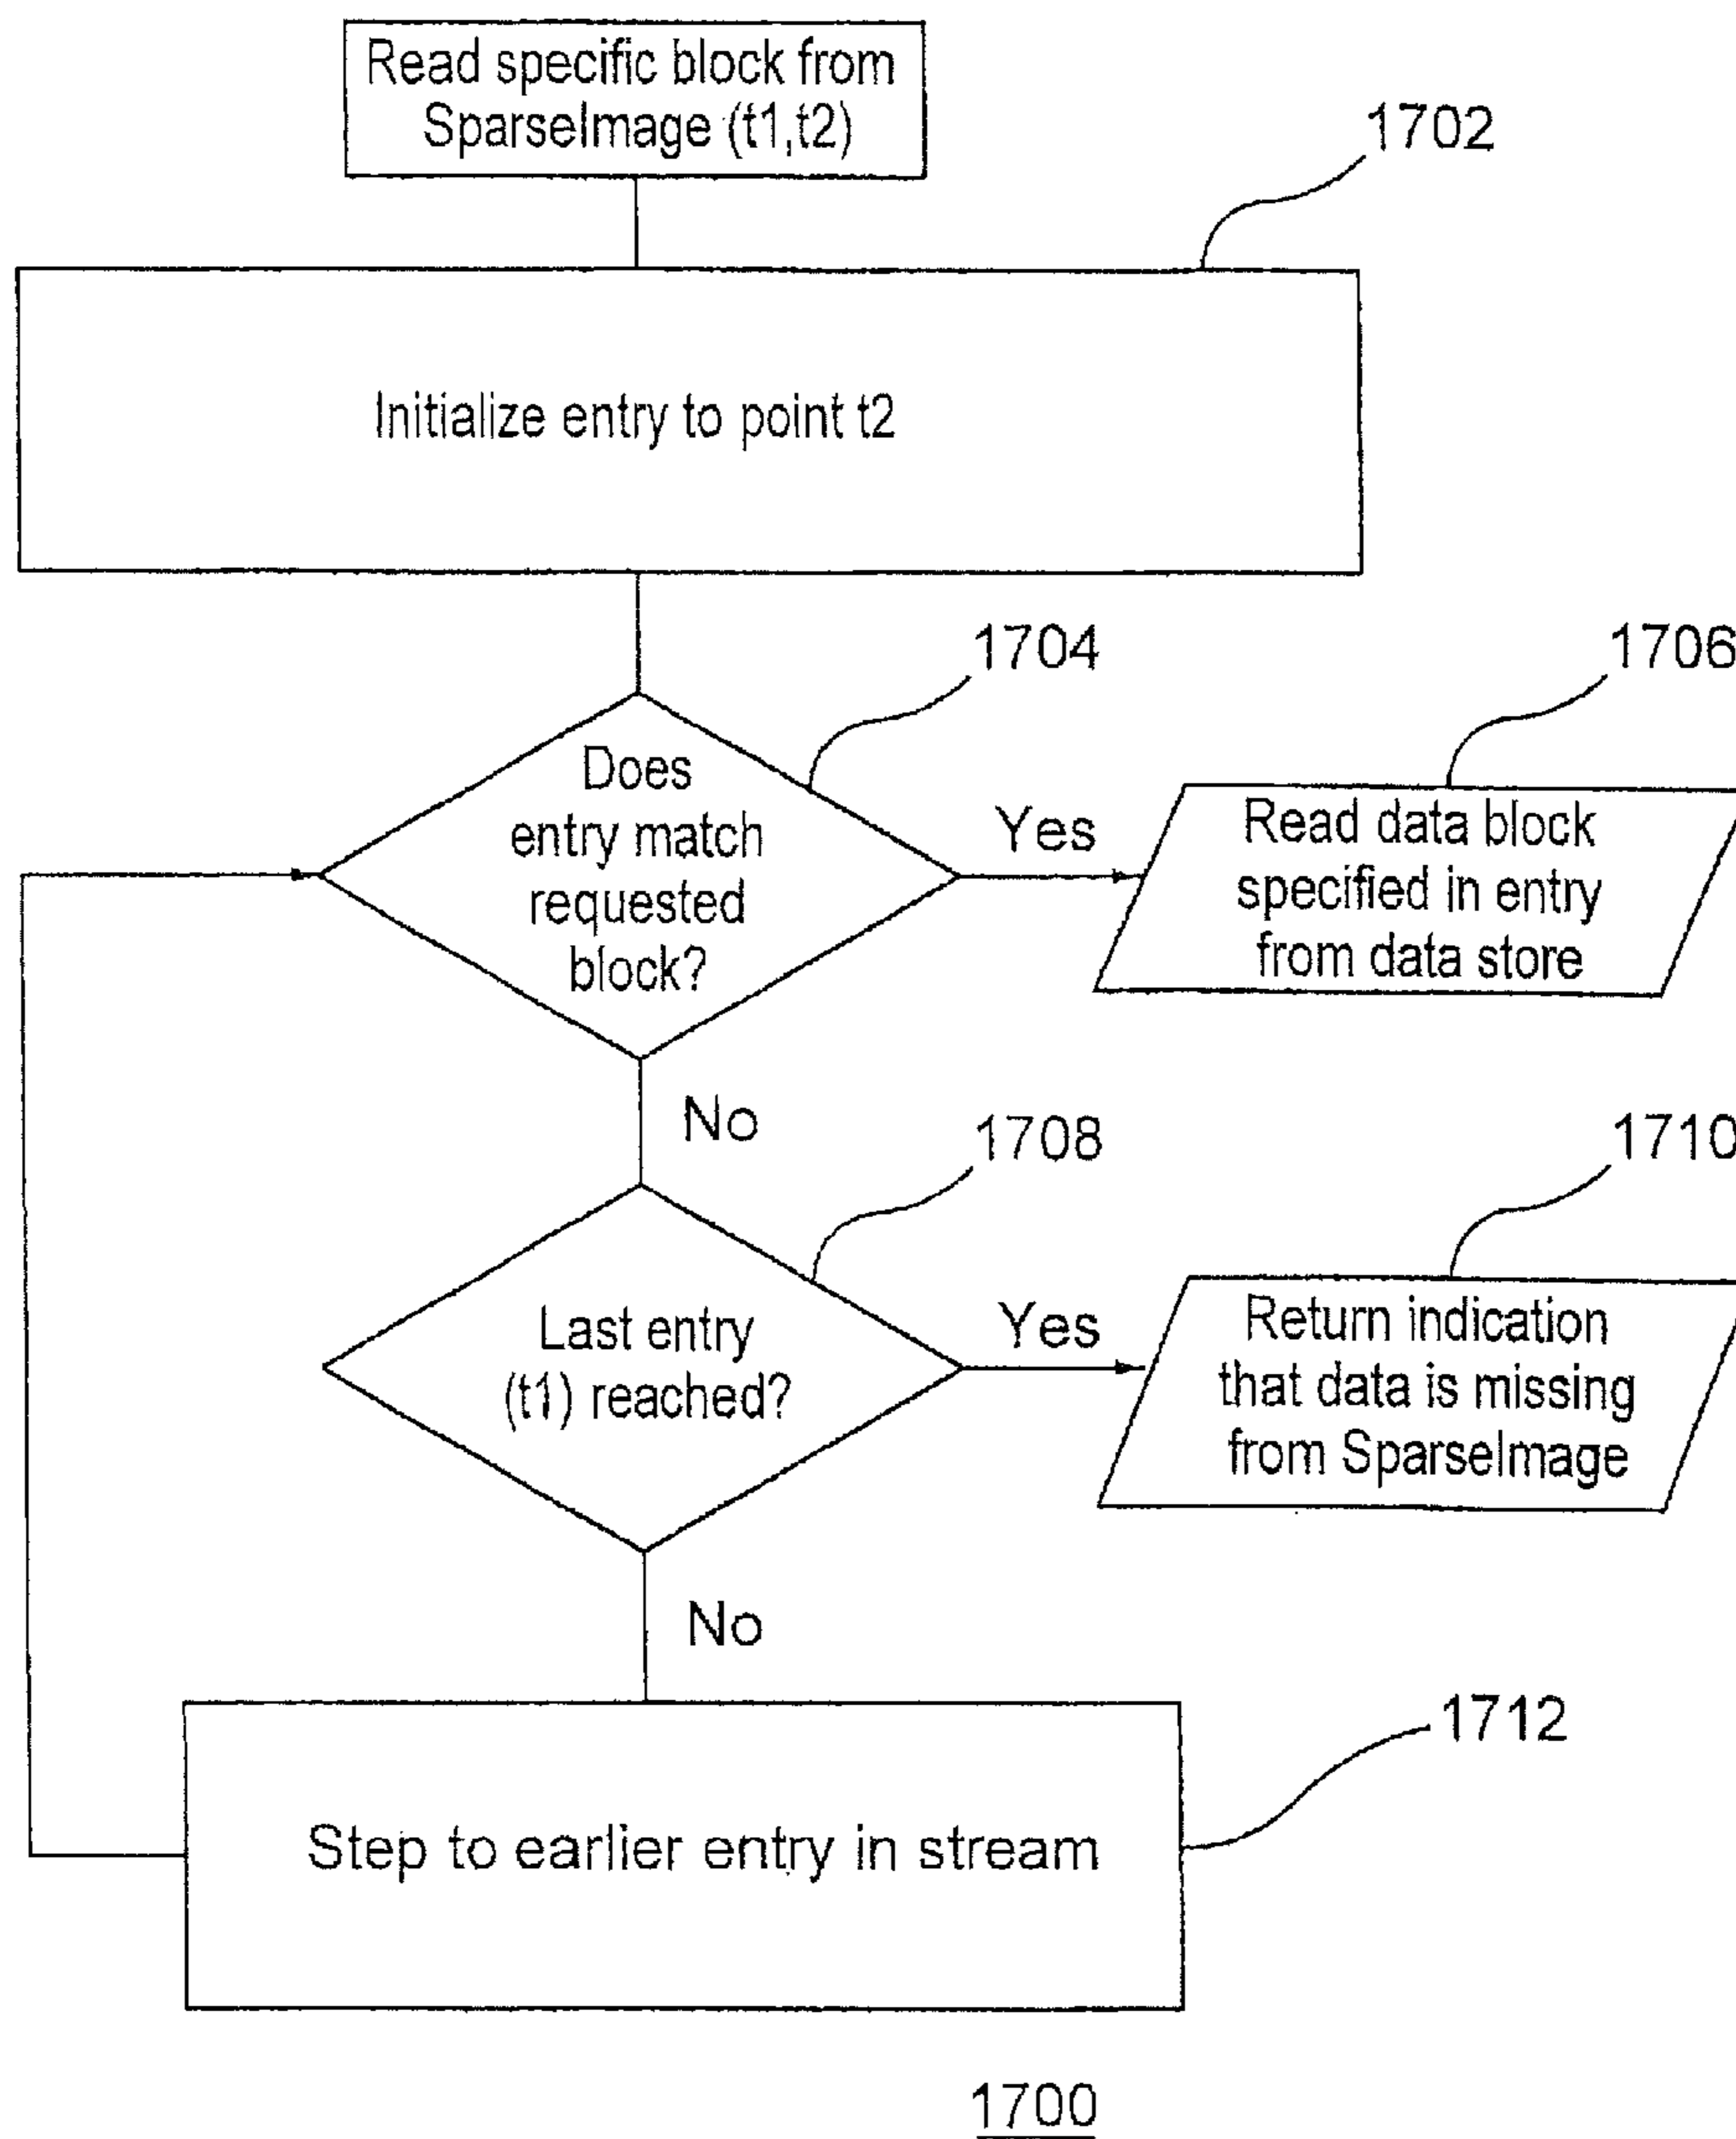 Read specific block from
SparseImage (t1,t2)
1702
Initialize entry to point t2
1704
1706
Does
entry match
requested
block?
Yes
Read data block
specified in entry
from data store
No
1708
1710
Last entry
(t1) reached?
Yes
Return indication
that data is missing
from SparseImage
No
1712
Step to earlier entry in stream
1700